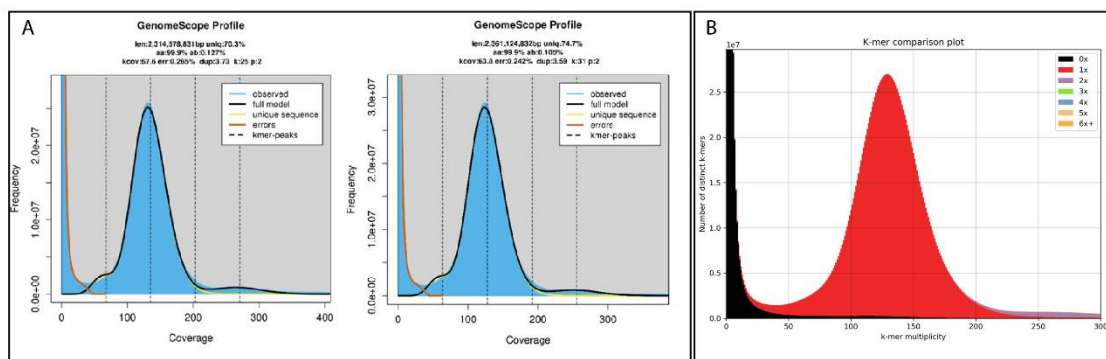 A
GenomeScope Profile
len:2,314,578,831bp uniq:70.3%
aa:99.9% ab:0.127%
kcov:67.6 err:0.265% dup:3.73 k:25 p:2
observed
full model
unique sequence
errors
kmer-peaks
Frequency
0.0e+00
1.0e+07
2.0e+07
0
100
200
300
400
Coverage
GenomeScope Profile
len:2,361,124,832bp uniq:74.7%
aa:99.9%
kcov:63.8 err:0.242% dup:3.59 k:31 p:2
observed
full model
unique sequence
errors
kmer-peaks
Frequency
0.0e+00
1.0e+07
2.0e+07
3.0e+07
0
100
200
300
Coverage
B
K-mer comparison plot
1e7
0x
1x
2x
3x
4x
5x
6x+
Number of distinct k-mers
2.5
2.0
1.5
1.0
0.5
0.0
0
50
100
150
200
250
300
k-mer multiplicity